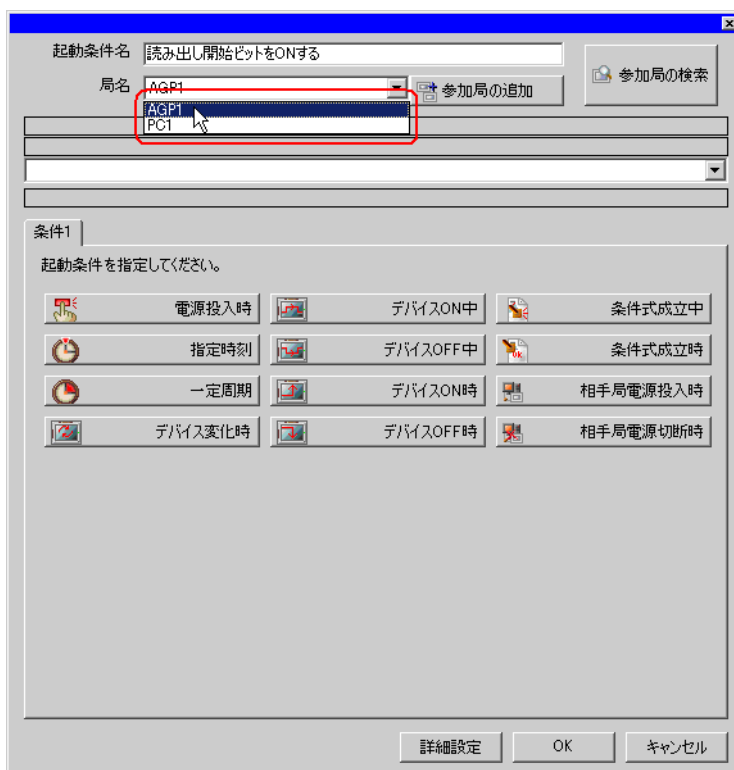 起動条件名 読み出し開始ビットをONする
参加局の検索
局名 AGP1 参加局の追加
AGP1
PC1
条件1
起動条件を指定してください。
電源投入時 デバイスON中 条件式成立中
指定時刻 デバイスOFF中 条件式成立時
一定周期 デバイスON時 相手局電源投入時
デバイス変化時 デバイスOFF時 相手局電源切断時
詳細設定 OK キャンセル